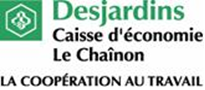 Desjardins
Caisse d'économie
Le Chaînon
LA COOPÉRATION AU TRAVAIL